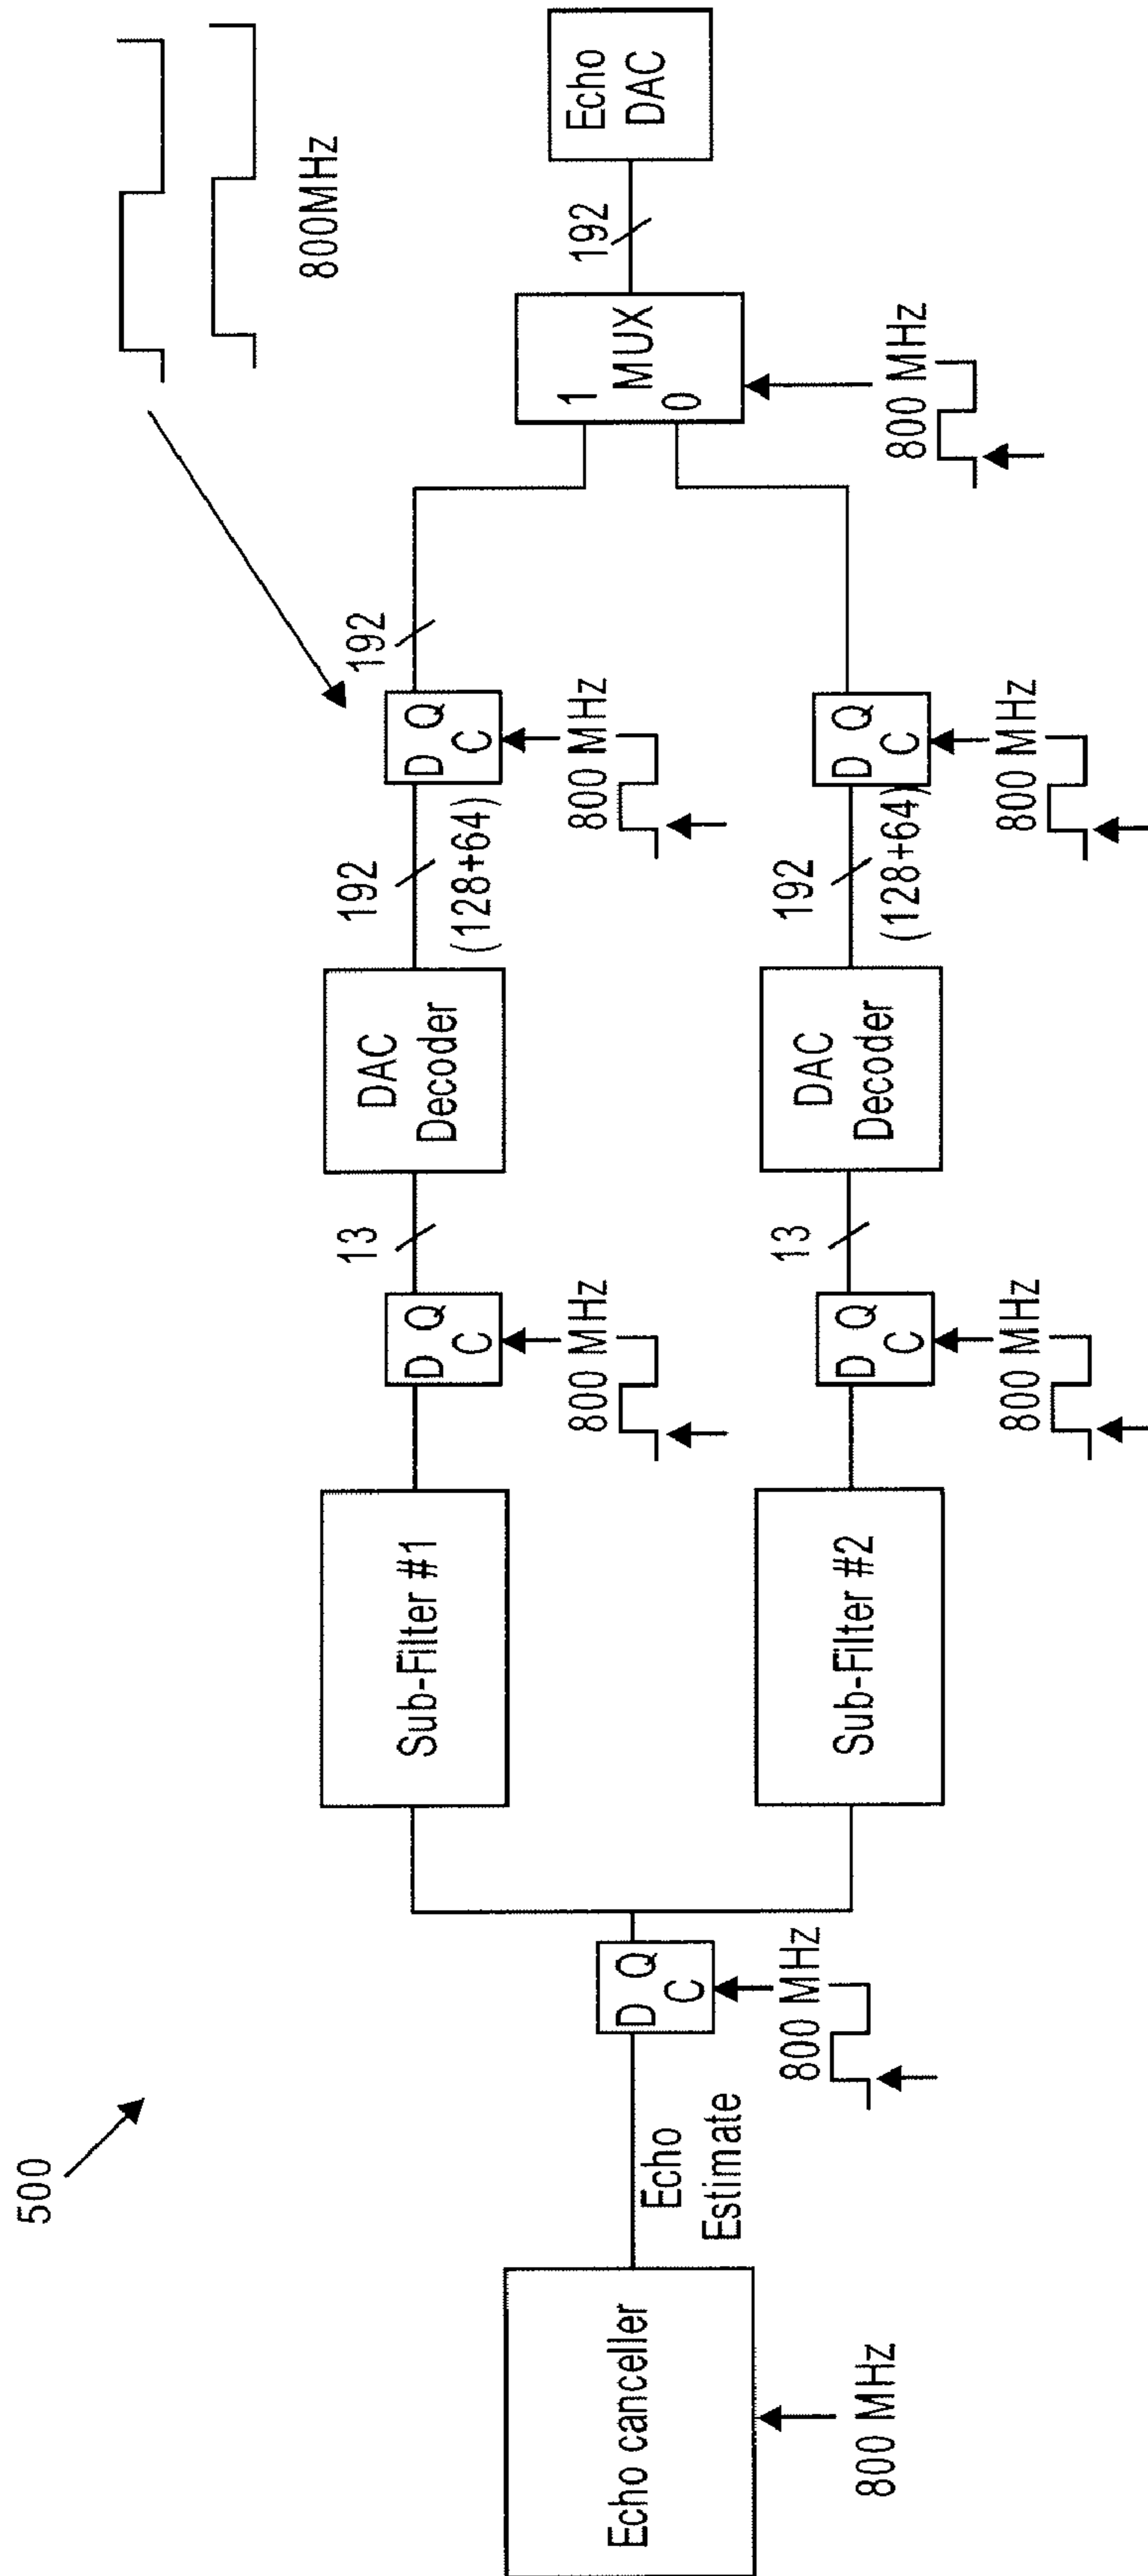 500
Echo canceller
800 MHz
Echo
Estimate
D Q
C
800 MHz
Sub-Filter #1
D Q
C
800 MHz
13
DAC
Decoder
192
(128+64)
D Q
C
800 MHz
192
800MHz
Sub-Filter #2
D Q
C
800 MHz
13
DAC
Decoder
192
(128+64)
D Q
C
800 MHz
1
MUX
0
800 MHz
192
Echo
DAC